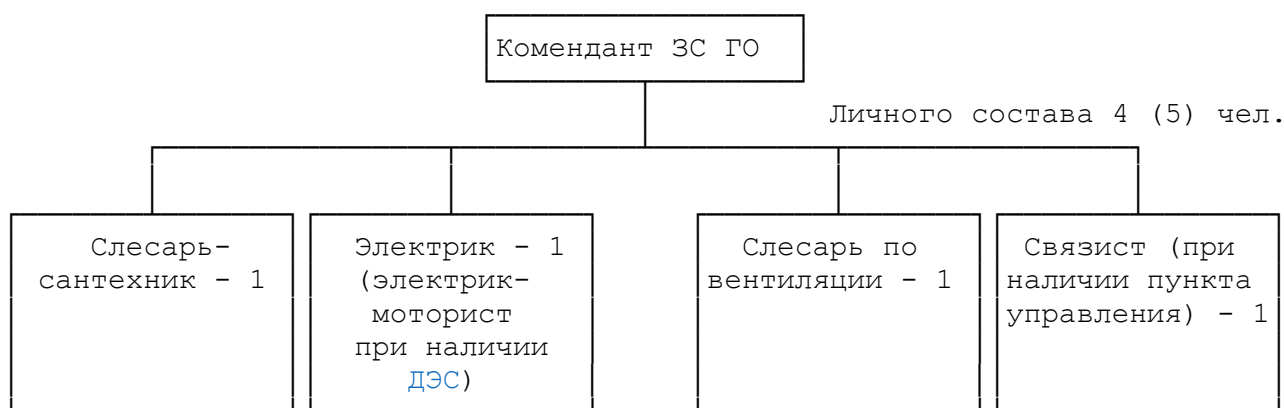 Комендант ЗС ГО
Личного состава 4 (5) чел.
Слесарь-
сантехник - 1
Электрик - 1
(электрик-
моторист
при наличии
ДЭС)
Слесарь по
вентиляции - 1
Связист (при
наличии пункта
управления) - 1